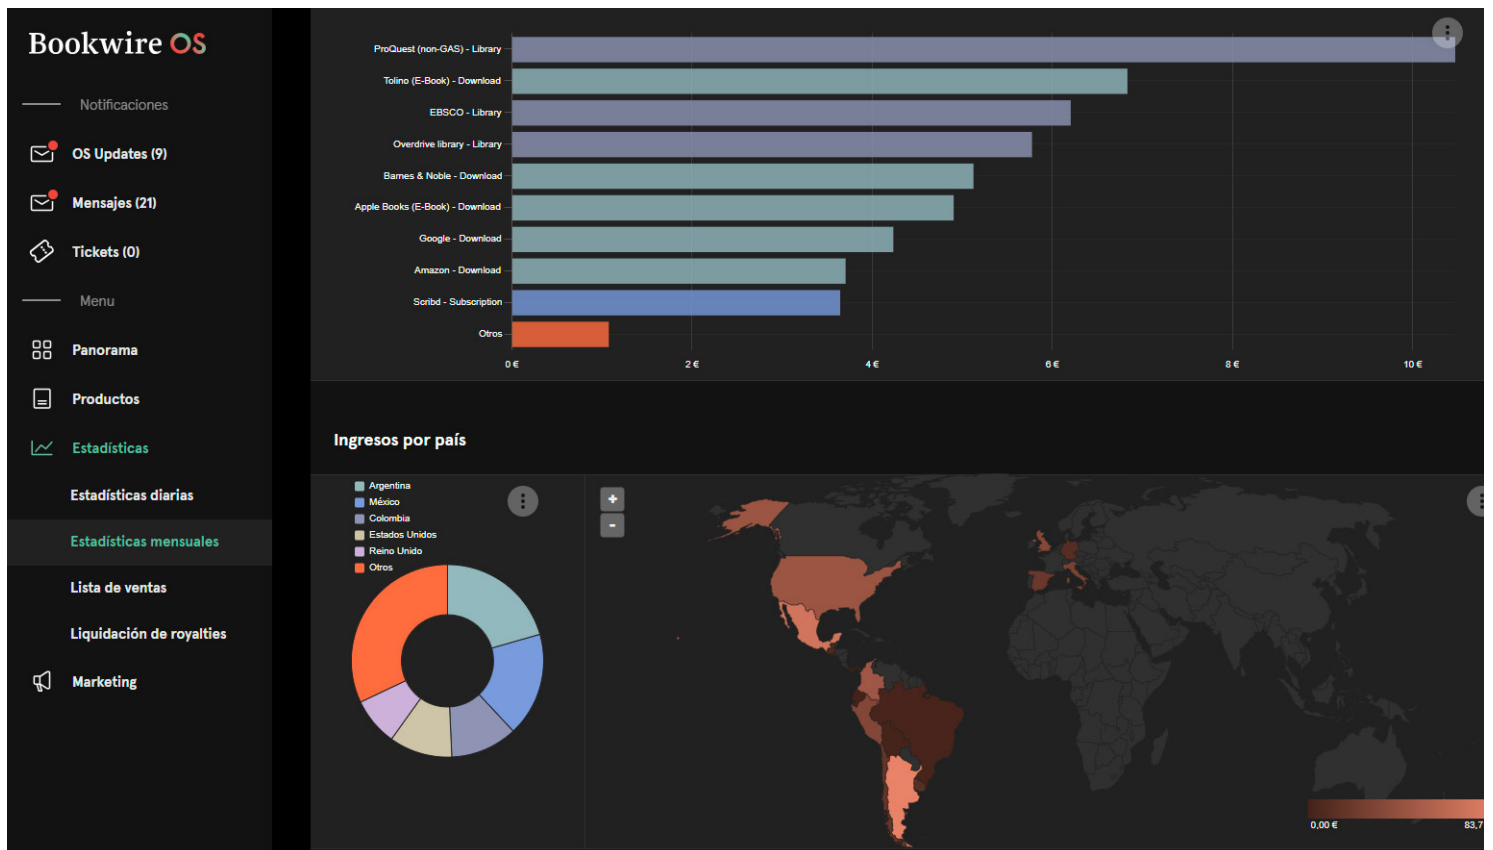 Bookwire OS
Notificaciones
OS Updates (9)
Mensajes (21)
Tickets (0)
Menu
Panorama
Productos
Estadísticas
Estadísticas diarias
Estadísticas mensuales
Lista de ventas
Liquidación de royalties
Marketing
ProQuest (non-GAS) - Library
Tolino (E-Book) - Download
EBSCO - Library
Overdrive library - Library
Barnes & Noble - Download
Apple Books (E-Book) - Download
Google - Download
Amazon - Download
Scribd - Subscription
Otros
0 € 2 € 4 € 6 € 8 € 10 €
Ingresos por país
Argentina
México
Colombia
Estados Unidos
Reino Unido
Otros
+
-
0,00 € 83,7